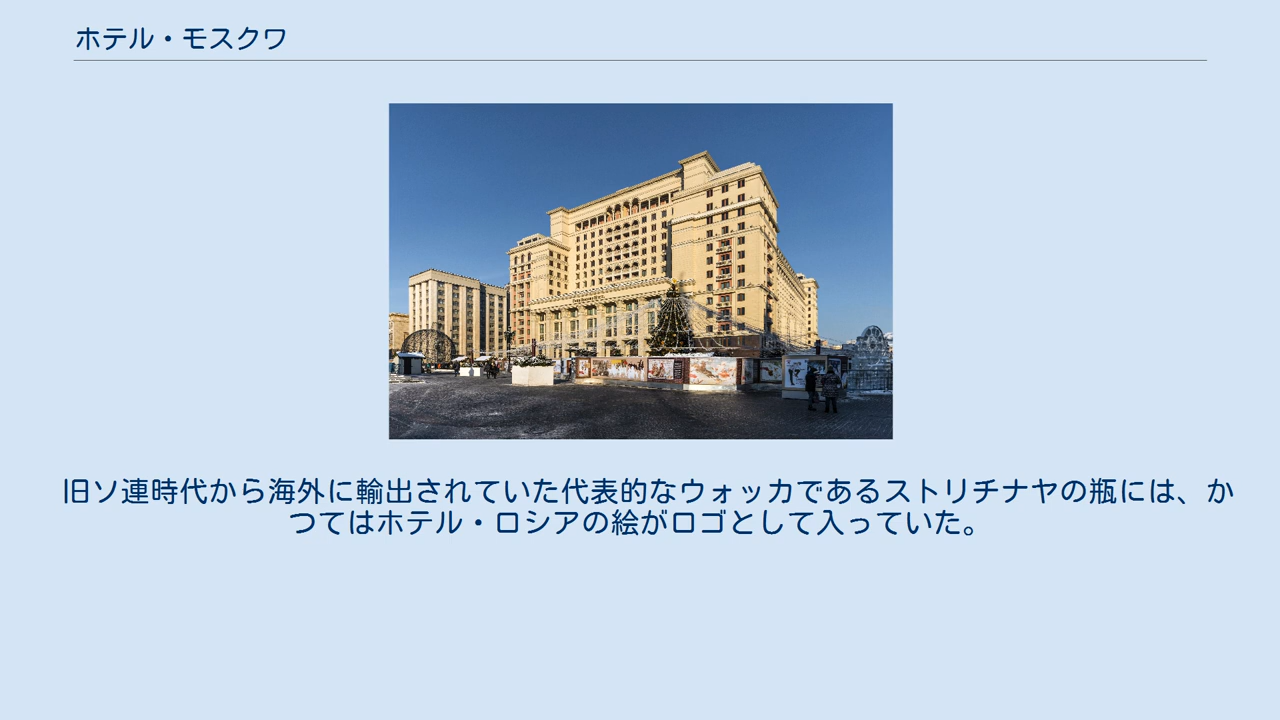 ホテル・モスクワ
旧ソ連時代から海外に輸出されていた代表的なウォッカであるストリチナヤの瓶には、か
つてはホテル・ロシアの絵がロゴとして入っていた。